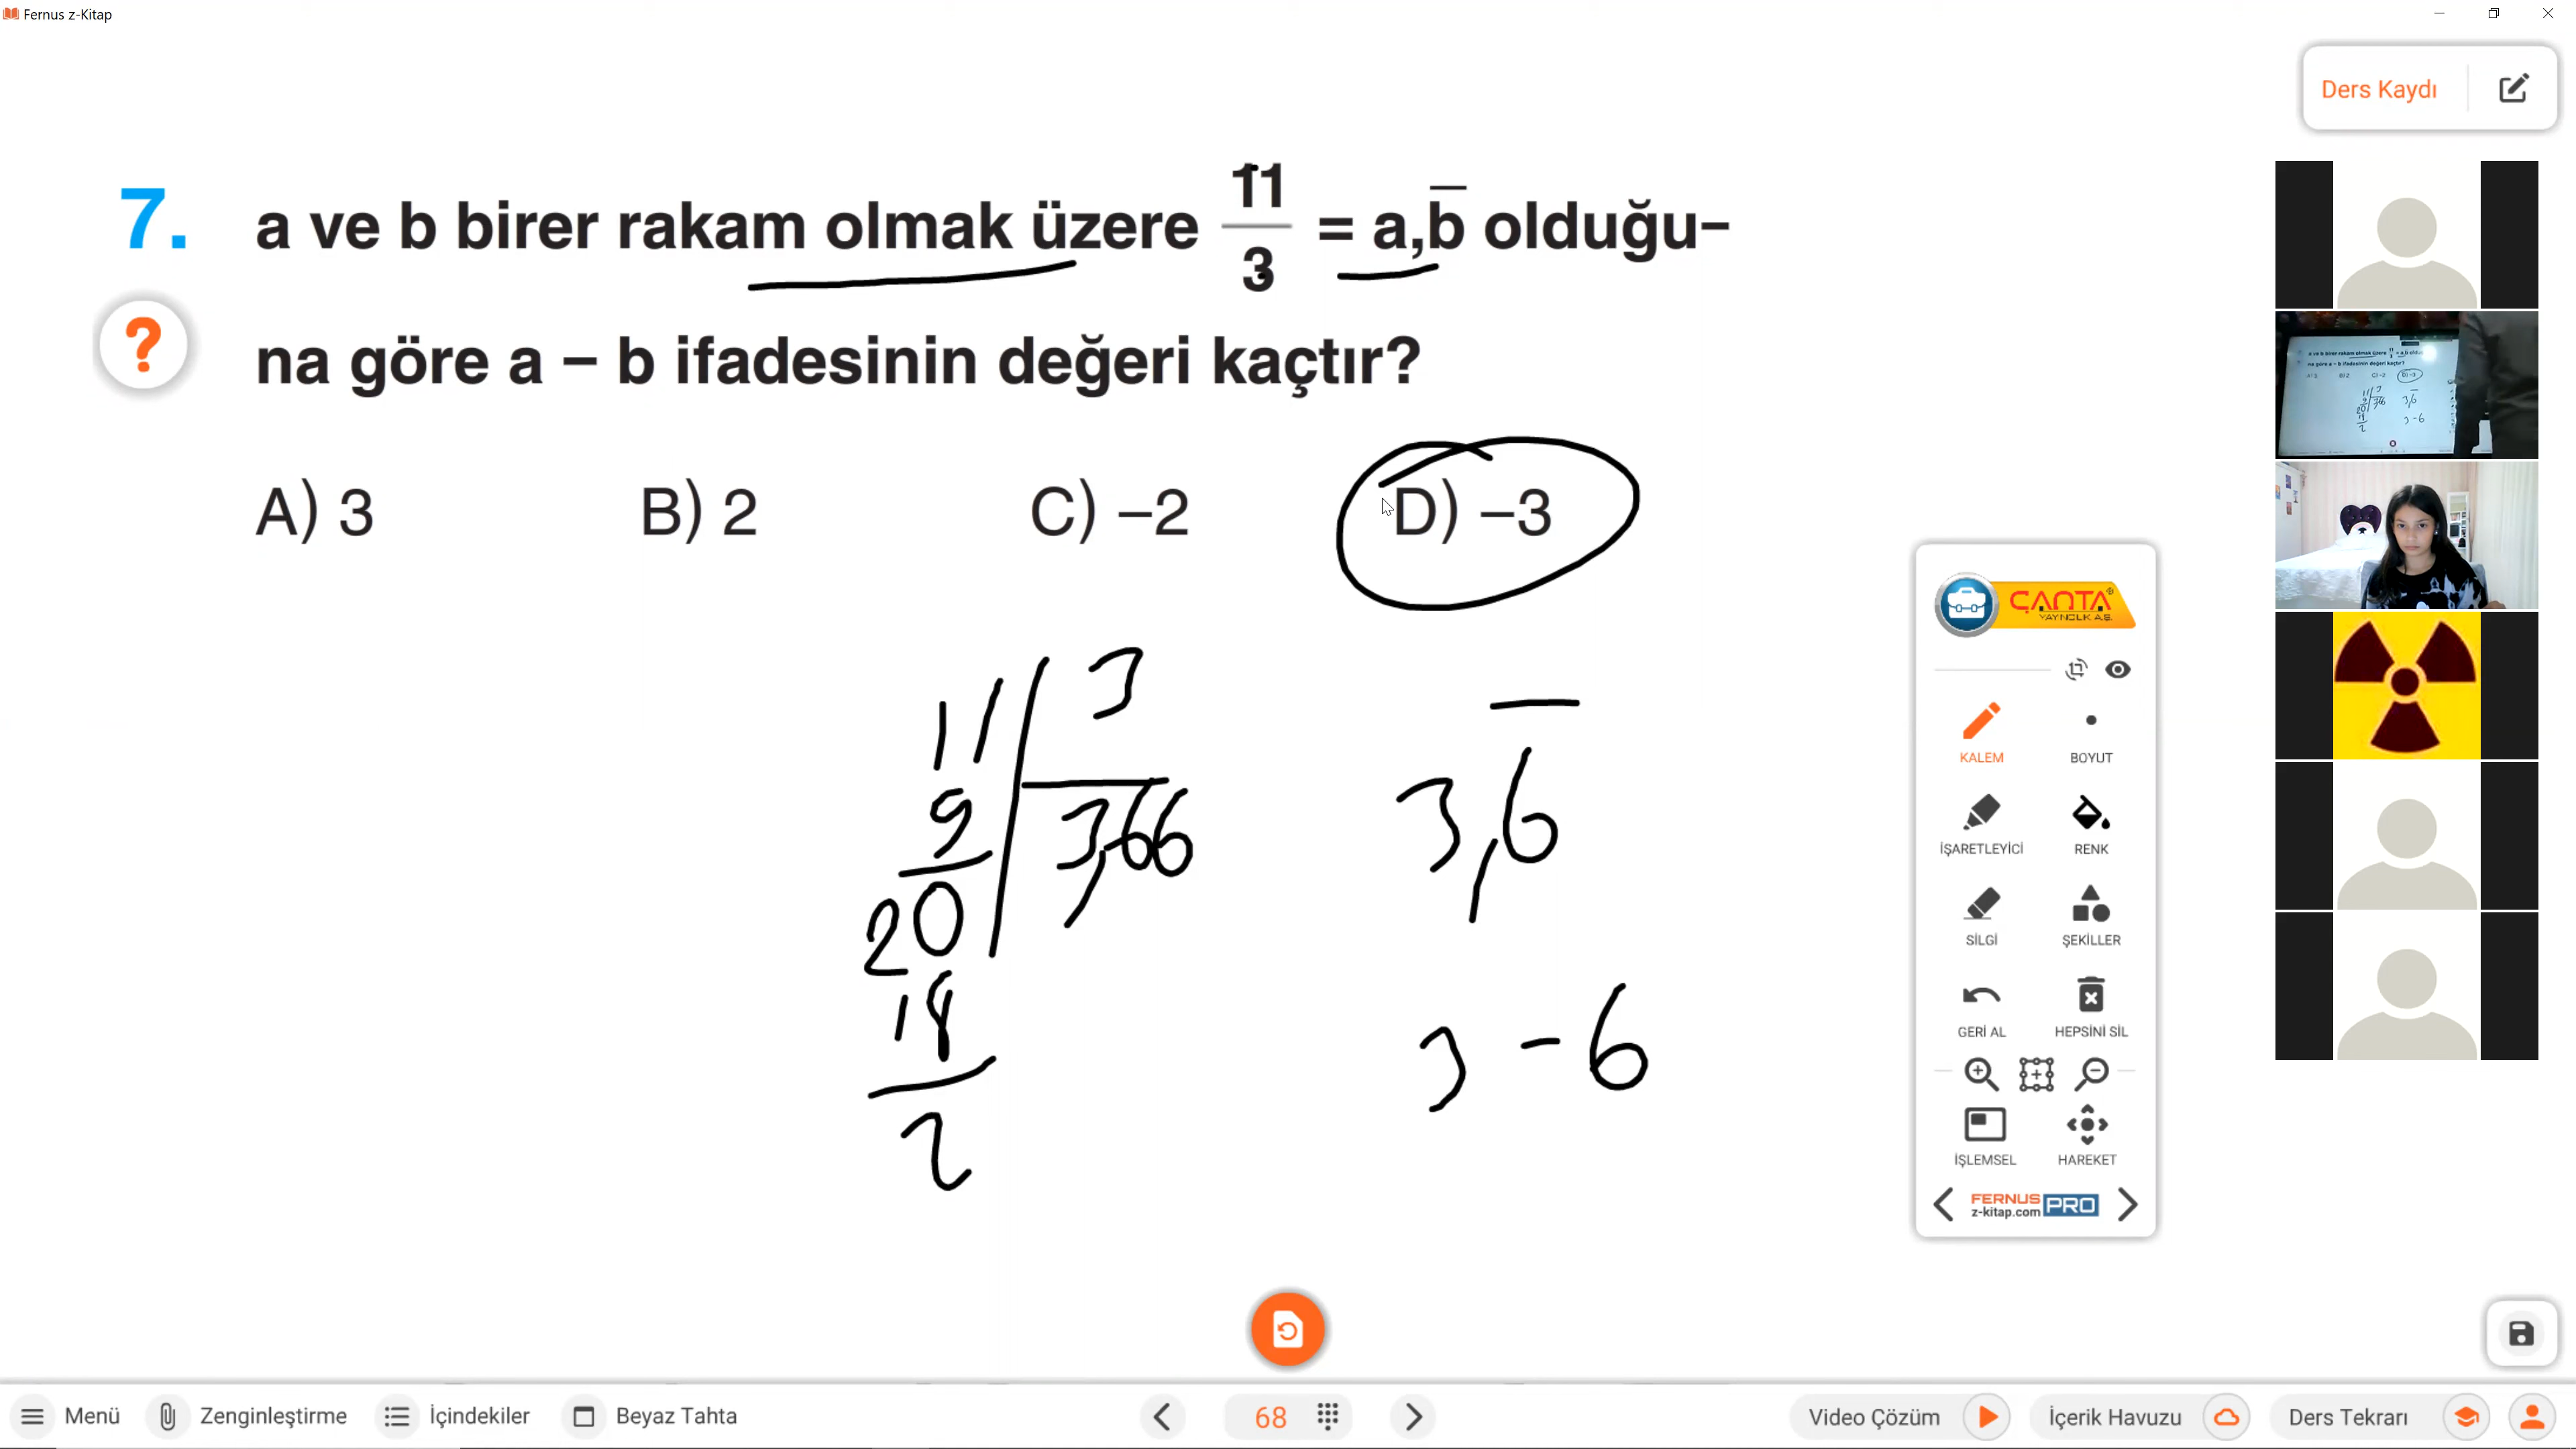 Fernus z-Kitap
Ders Kaydı
7. a ve b birer rakam olmak üzere 11/3 = a,b̅ olduğu-
na göre a – b ifadesinin değeri kaçtır?
?
A) 3 B) 2 C) –2 D) –3
11 3
9 3,66
20
18
2
3,6̅
3 - 6
ÇANTA
YAYINCILIK A.Ş.
KALEM BOYUT
İŞARETLEYİCİ RENK
SİLGİ ŞEKİLLER
GERİ AL HEPSİNİ SİL
İŞLEMSEL HAREKET
FERNUS PRO
z-kitap.com
Menü Zenginleştirme İçindekiler Beyaz Tahta 68 Video Çözüm İçerik Havuzu Ders Tekrarı